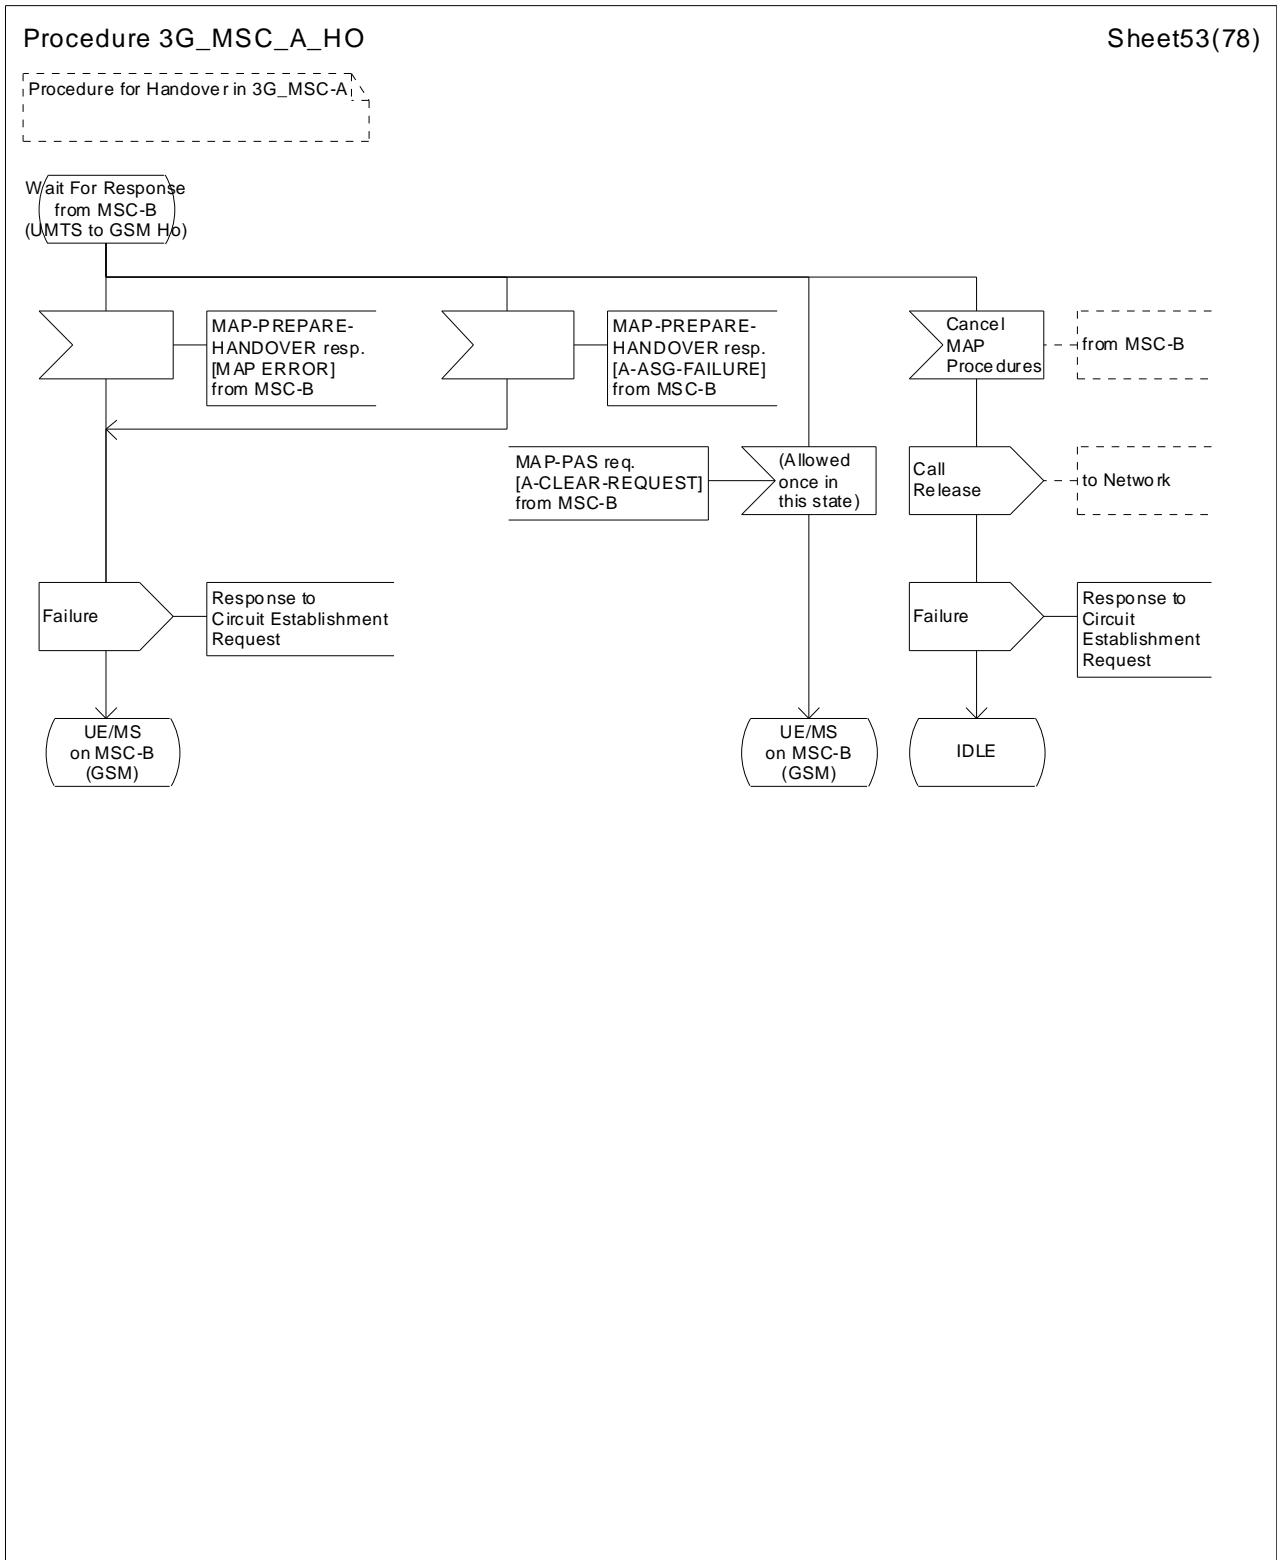 Procedure 3G_MSC_A_HO
Sheet53(78)
Procedure for Handover in 3G_MSC-A
Wait For Response
from MSC-B
(UMTS to GSM Ho)
MAP-PREPARE-
HANDOVER resp.
[MAP ERROR]
from MSC-B
MAP-PREPARE-
HANDOVER resp.
[A-ASG-FAILURE]
from MSC-B
Cancel
MAP
Procedures
from MSC-B
MAP-PAS req.
[A-CLEAR-REQUEST]
from MSC-B
(Allowed
once in
this state)
Call
Release
to Network
Failure
Response to
Circuit Establishment
Request
Failure
Response to
Circuit
Establishment
Request
UE/MS
on MSC-B
(GSM)
UE/MS
on MSC-B
(GSM)
IDLE